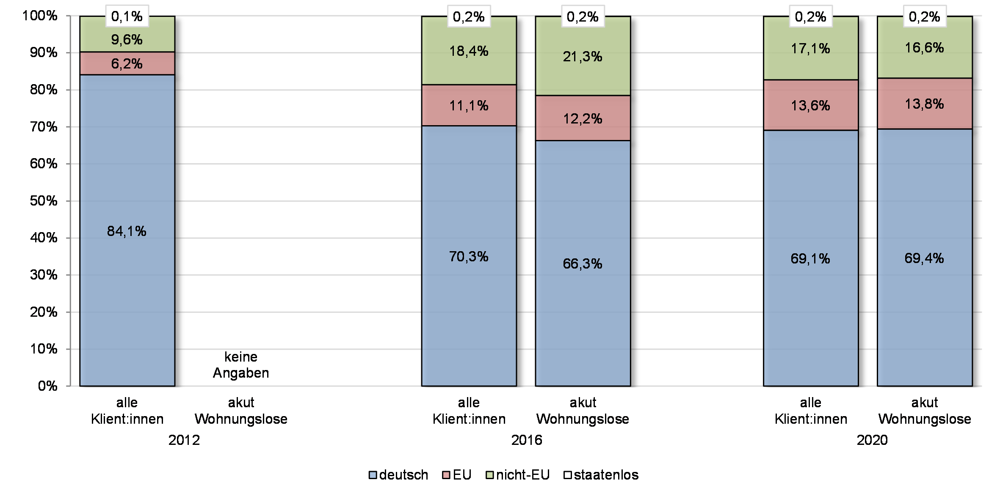 100%
90%
80%
70%
60%
50%
40%
30%
20%
10%
0%
0,1%
9,6%
6,2%
84,1%
keine
Angaben
0,2%
18,4%
11,1%
70,3%
0,2%
21,3%
12,2%
66,3%
0,2%
17,1%
13,6%
69,1%
0,2%
16,6%
13,8%
69,4%
alle
Klient:innen
akut
Wohnungslose
2012
alle
Klient:innen
akut
Wohnungslose
2016
alle
Klient:innen
akut
Wohnungslose
2020
deutsch EU nicht-EU staatenlos